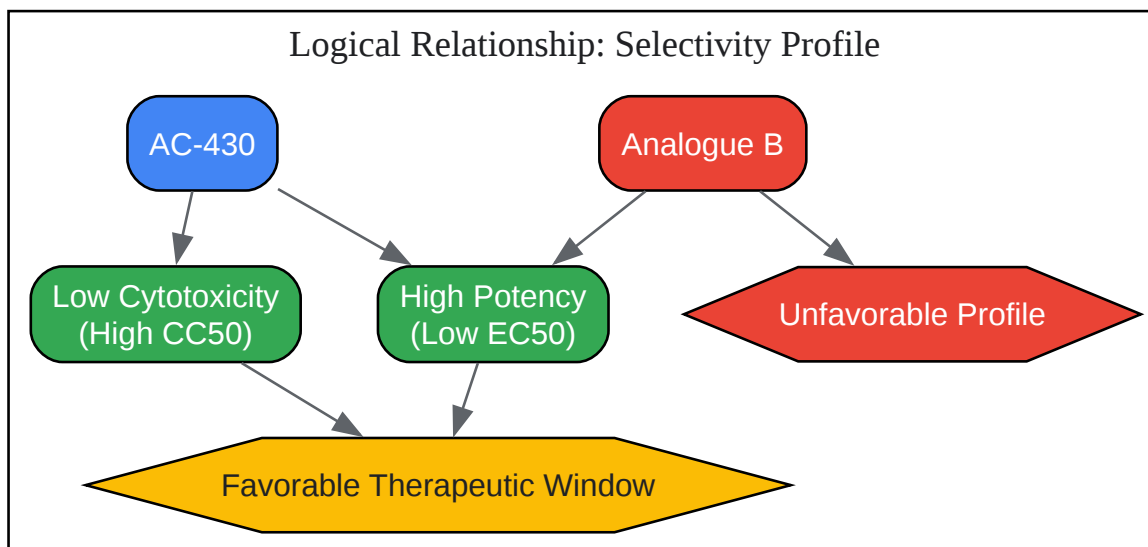 Logical Relationship: Selectivity Profile
AC-430
Analogue B
Low Cytotoxicity
(High CC50)
High Potency
(Low EC50)
Unfavorable Profile
Favorable Therapeutic Window